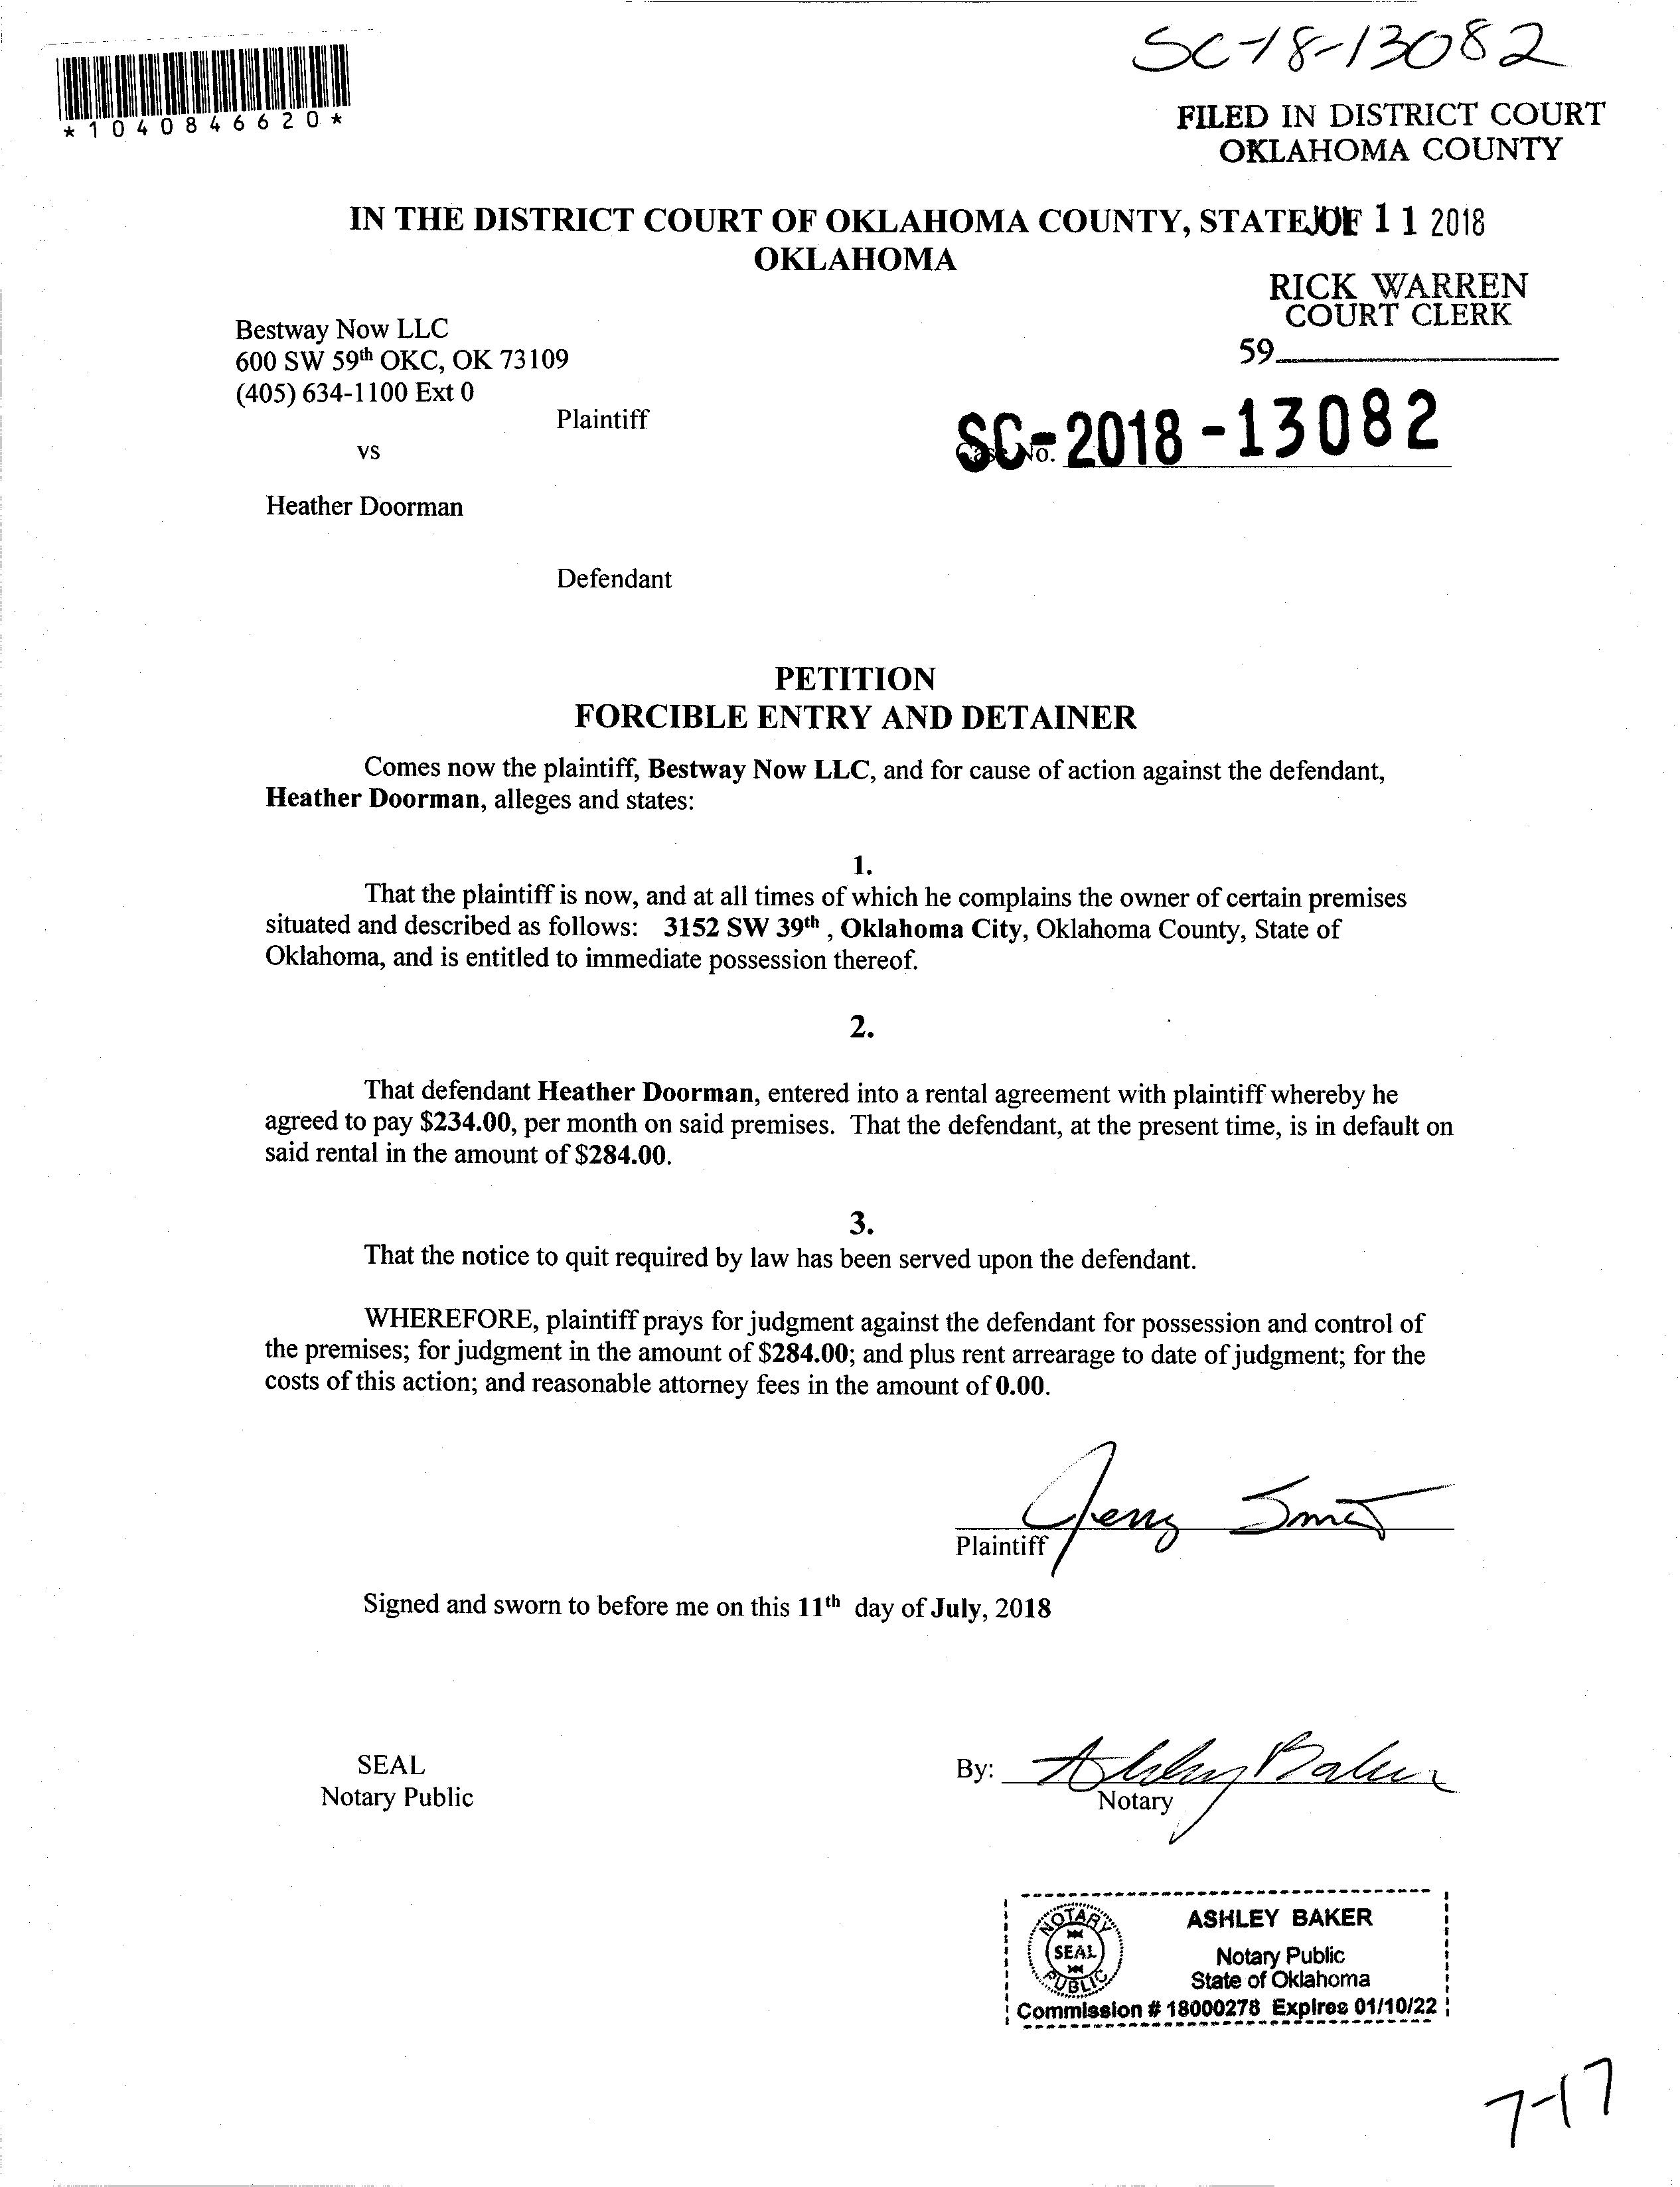 SC-18-13082
*1040846620*
FILED IN DISTRICT COURT
OKLAHOMA COUNTY
IN THE DISTRICT COURT OF OKLAHOMA COUNTY, STATE OF
11 2018
OKLAHOMA
RICK WARREN
COURT CLERK
59
Bestway Now LLC
600 SW 59th OKC, OK 73109
(405) 634-1100 Ext 0
Plaintiff
SC-2018-13082
Case No.
vs
Heather Doorman
Defendant
PETITION
FORCIBLE ENTRY AND DETAINER
Comes now the plaintiff, Bestway Now LLC, and for cause of action against the defendant,
Heather Doorman, alleges and states:
1.
That the plaintiff is now, and at all times of which he complains the owner of certain premises
situated and described as follows: 3152 SW 39th , Oklahoma City, Oklahoma County, State of
Oklahoma, and is entitled to immediate possession thereof.
2.
That defendant Heather Doorman, entered into a rental agreement with plaintiff whereby he
agreed to pay $234.00, per month on said premises. That the defendant, at the present time, is in default on
said rental in the amount of $284.00.
3.
That the notice to quit required by law has been served upon the defendant.
WHEREFORE, plaintiff prays for judgment against the defendant for possession and control of
the premises; for judgment in the amount of $284.00; and plus rent arrearage to date of judgment; for the
costs of this action; and reasonable attorney fees in the amount of 0.00.
Jerry
Plaintiff
Signed and sworn to before me on this 11th day of July, 2018
SEAL
Notary Public
By: Ashley Baker
Notary
NOTARY
SEAL
PUBLIC
ASHLEY BAKER
Notary Public
State of Oklahoma
Commission # 18000278 Expires 01/10/22
7-17